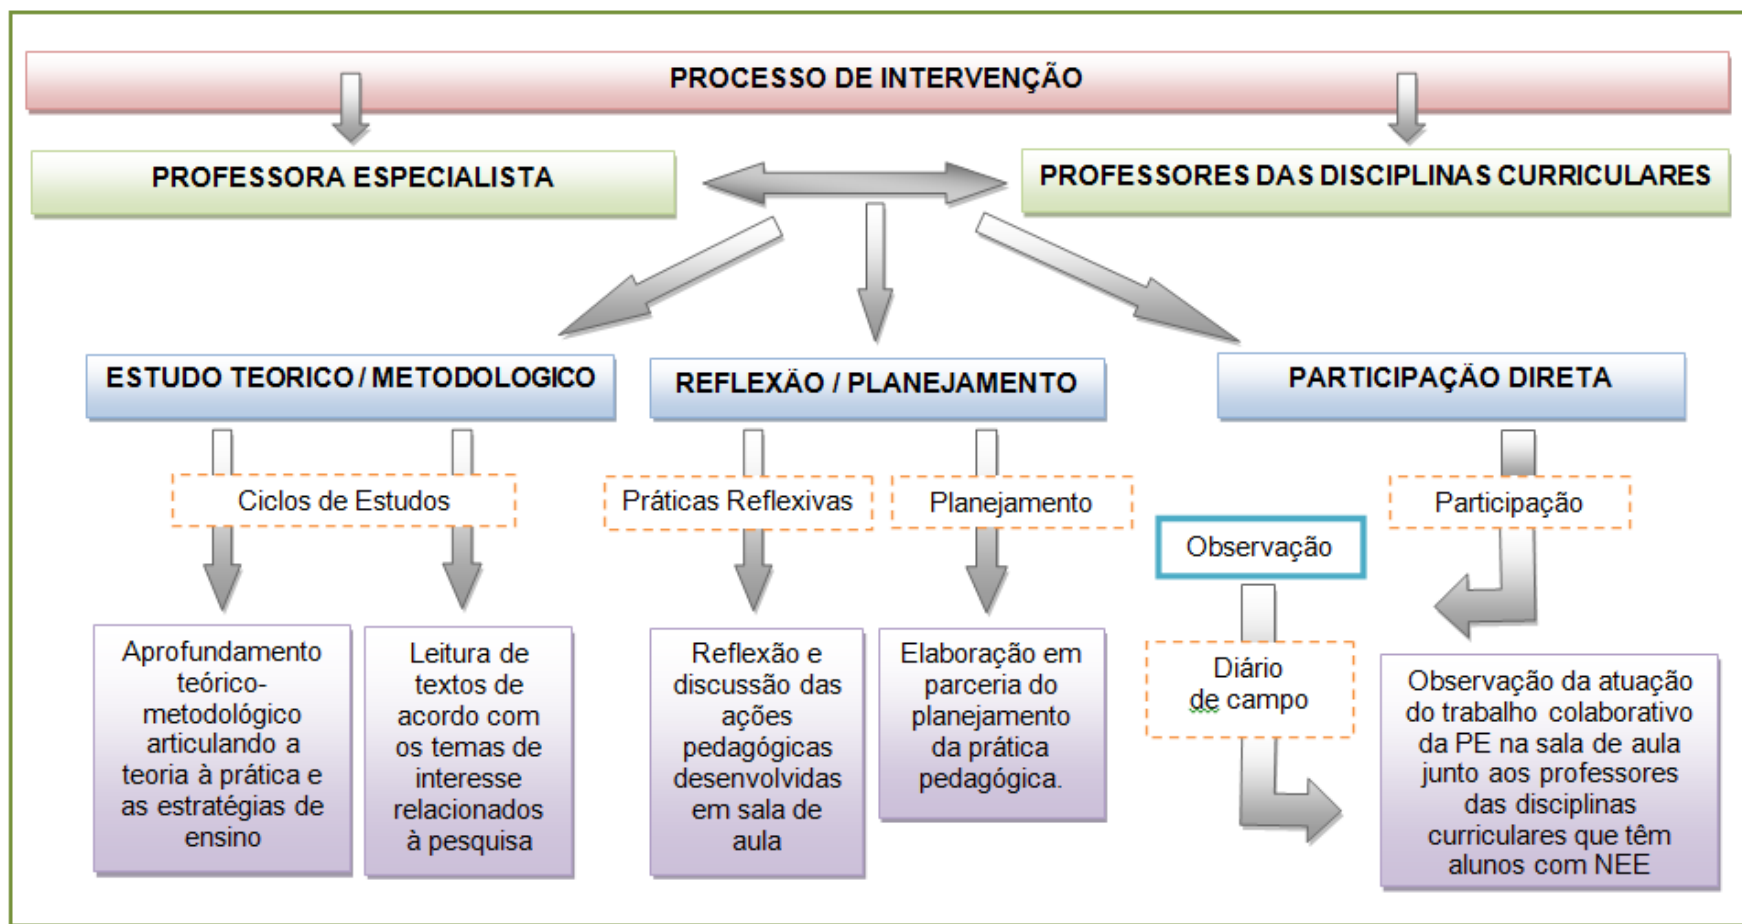 PROCESSO DE INTERVENÇÃO
PROFESSORA ESPECIALISTA
PROFESSORES DAS DISCIPLINAS CURRICULARES
ESTUDO TEORICO / METODOLOGICO
REFLEXÃO / PLANEJAMENTO
PARTICIPAÇÃO DIRETA
Ciclos de Estudos
Práticas Reflexivas
Planejamento
Participação
Observação
Diário
de campo
Aprofundamento
teórico-
metodológico
articulando a
teoria à prática e
as estratégias de
ensino
Leitura de
textos de
acordo com
os temas de
interesse
relacionados
à pesquisa
Reflexão e
discussão das
ações
pedagógicas
desenvolvidas
em sala de
aula
Elaboração em
parceria do
planejamento
da prática
pedagógica.
Observação da atuação
do trabalho colaborativo
da PE na sala de aula
junto aos professores
das disciplinas
curriculares que têm
alunos com NEE